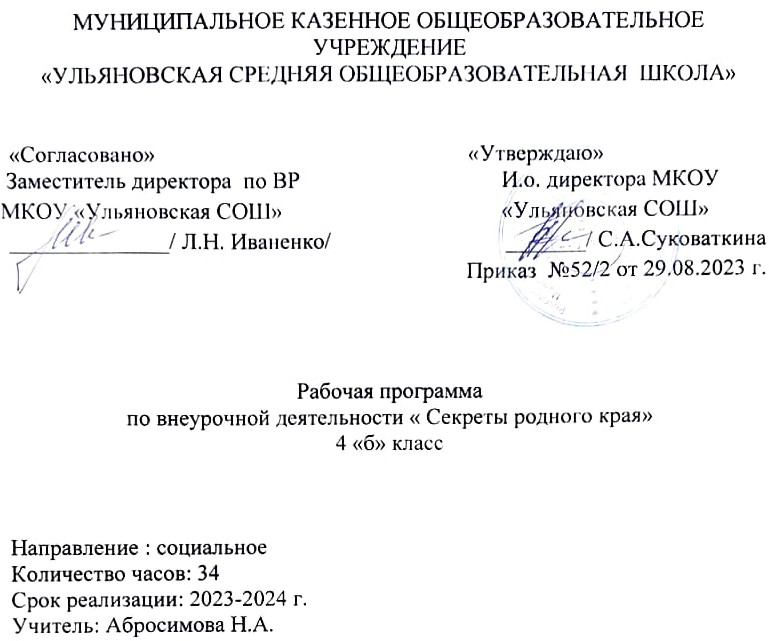 МУНИЦИПАЛЬНОЕ КАЗЕННОЕ ОБЩЕОБРАЗОВАТЕЛЬНОЕ
УЧРЕЖДЕНИЕ
«УЛЬЯНОВСКАЯ СРЕДНЯЯ ОБЩЕОБРАЗОВАТЕЛЬНАЯ ШКОЛА»
«Согласовано»
Заместитель директора по ВР
МКОУ «Ульяновская СОШ»
/ Л.Н. Иваненко/
«Утверждаю»
И.о. директора МКОУ
«Ульяновская СОШ»
/ С.А.Суковаткина
Приказ №52/2 от 29.08.2023 г.
Рабочая программа
по внеурочной деятельности « Секреты родного края»
4 «б» класс
Направление : социальное
Количество часов: 34
Срок реализации: 2023-2024 г.
Учитель: Абросимова Н.А.